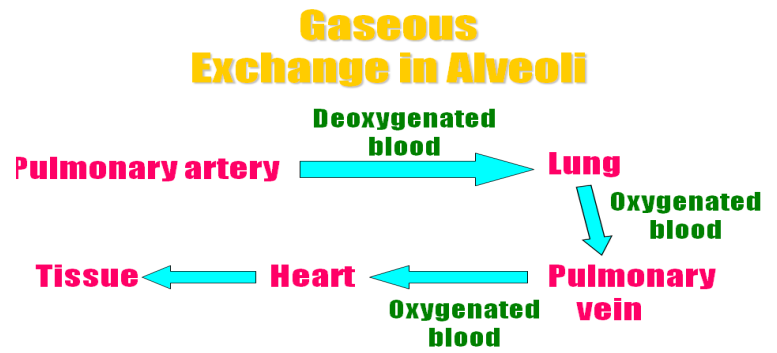 Gaseous
Exchange in Alveoli
Deoxygenated
blood
Pulmonary artery
Lung
Oxygenated
blood
Pulmonary
vein
Oxygenated
blood
Heart
Tissue